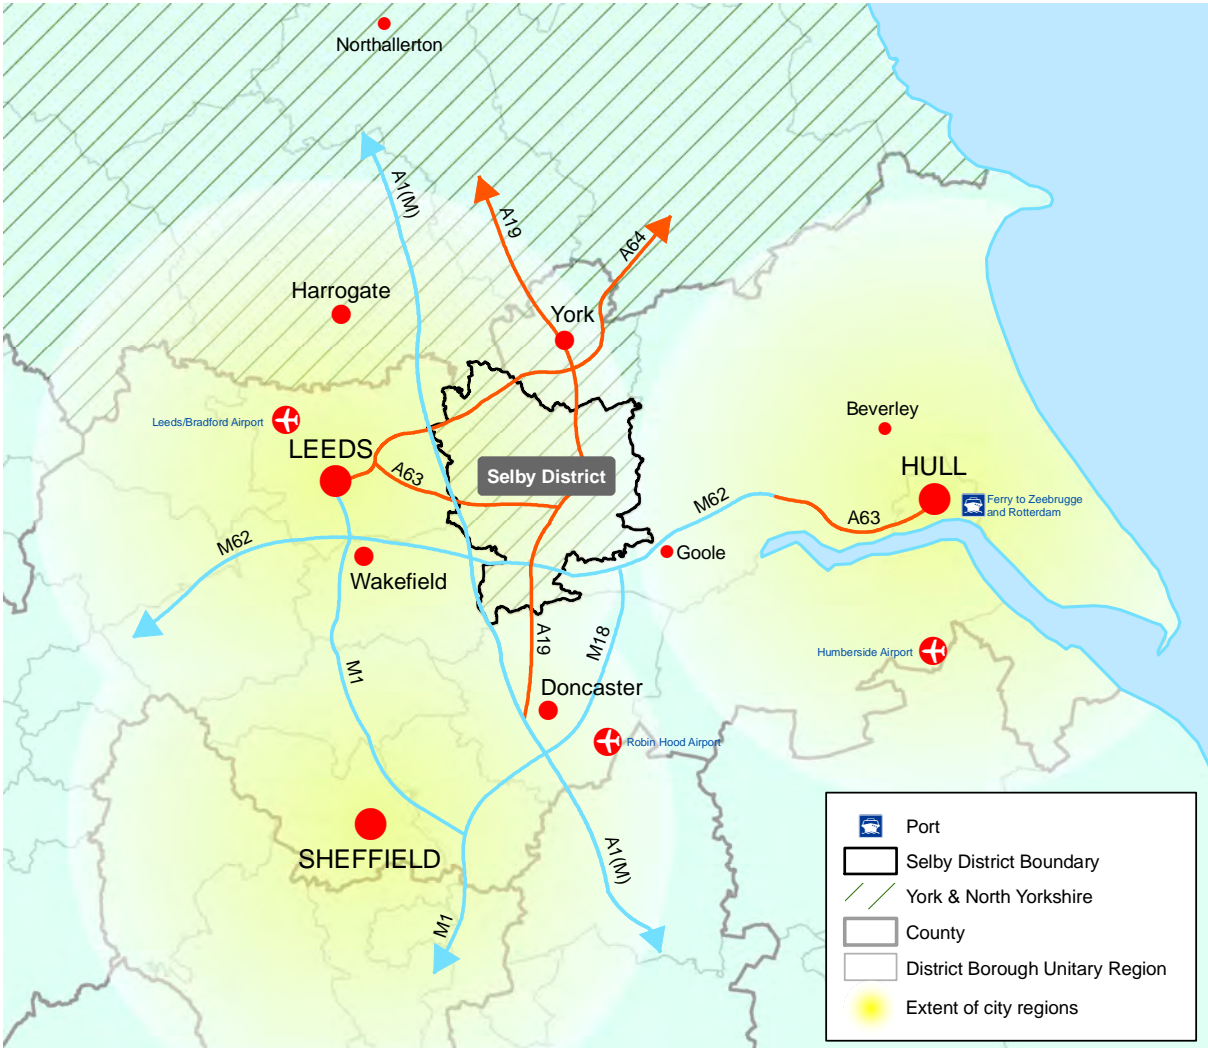 Northallerton
A1(M)
A19
A64
Harrogate
York
Leeds/Bradford Airport
LEEDS
A63
Selby District
Beverley
HULL
Ferry to Zeebrugge
and Rotterdam
M62
A63
M62
Goole
Wakefield
A19
M18
Humberside Airport
M1
Doncaster
Robin Hood Airport
SHEFFIELD
A1(M)
M1
Port
Selby District Boundary
York & North Yorkshire
County
District Borough Unitary Region
Extent of city regions